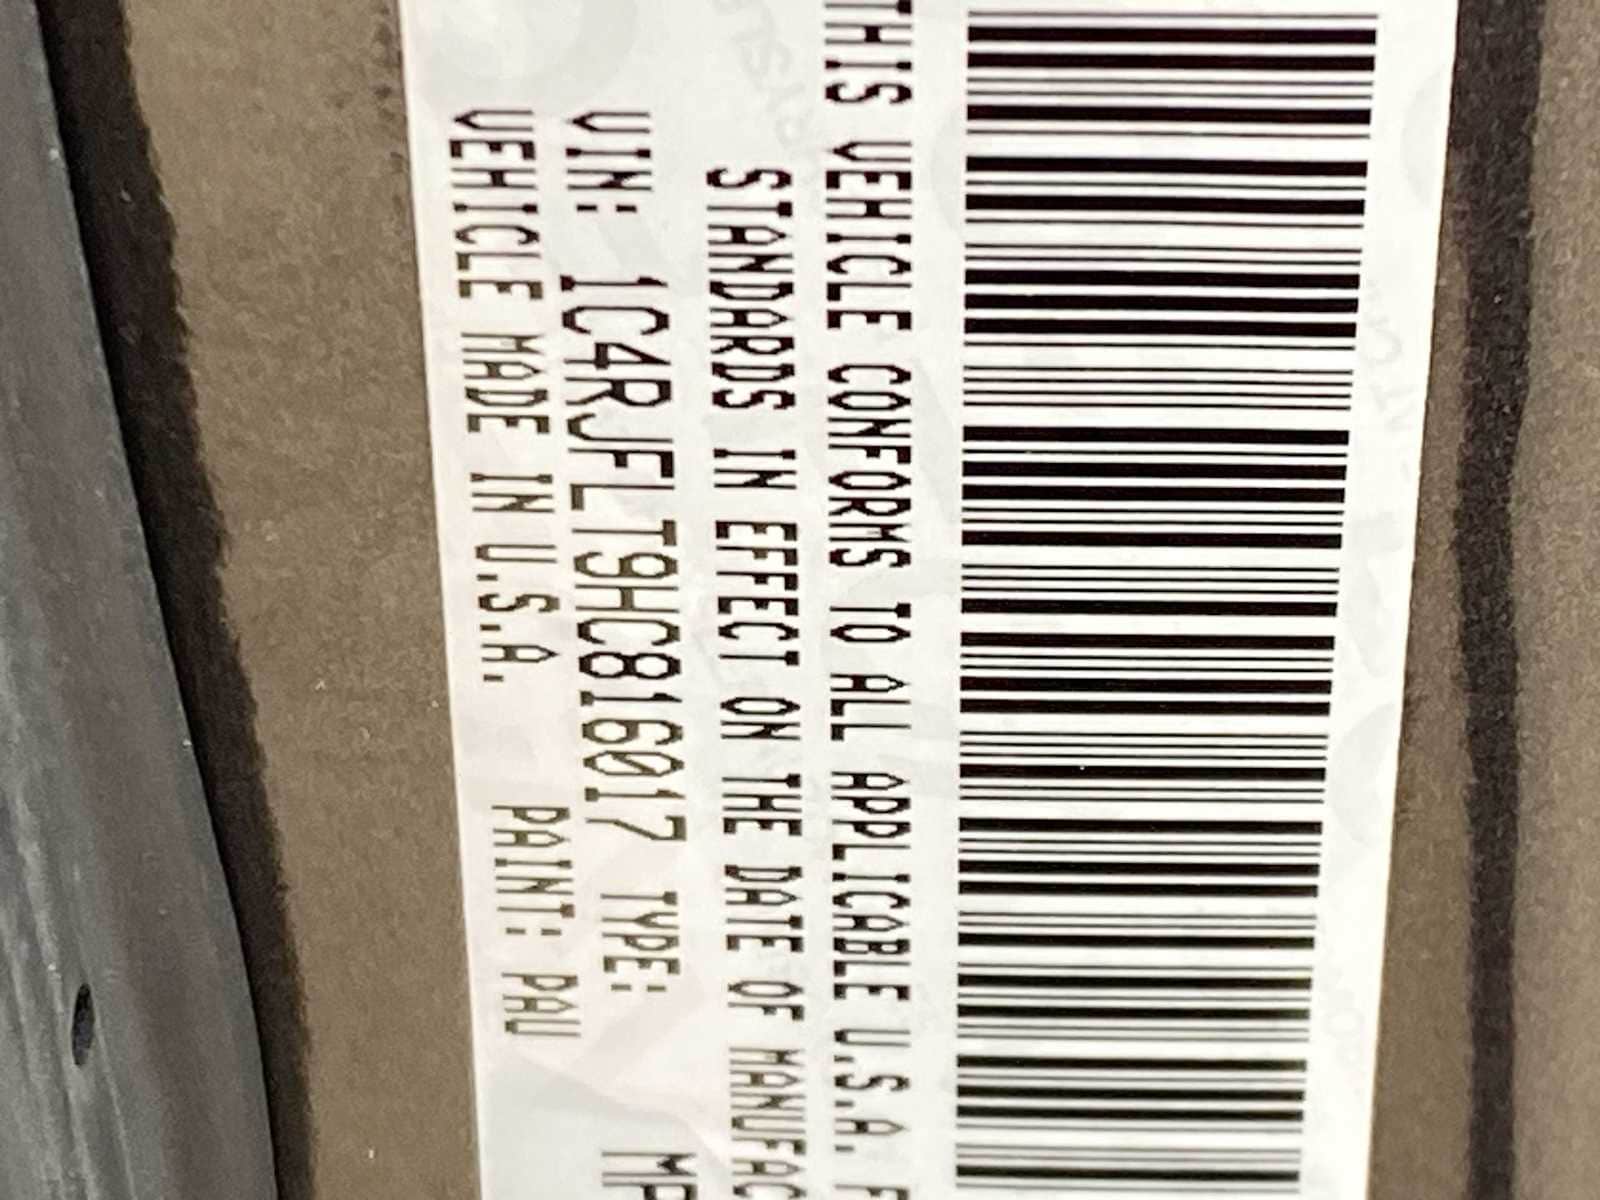 THIS VEHICLE CONFORMS TO ALL APPLICABLE U.S.A. F
STANDARDS IN EFFECT ON THE DATE OF MANUFAC
VIN: 1C4RJFLT9HC816017 TYPE: MP
VEHICLE MADE IN U.S.A. PAINT: PAU